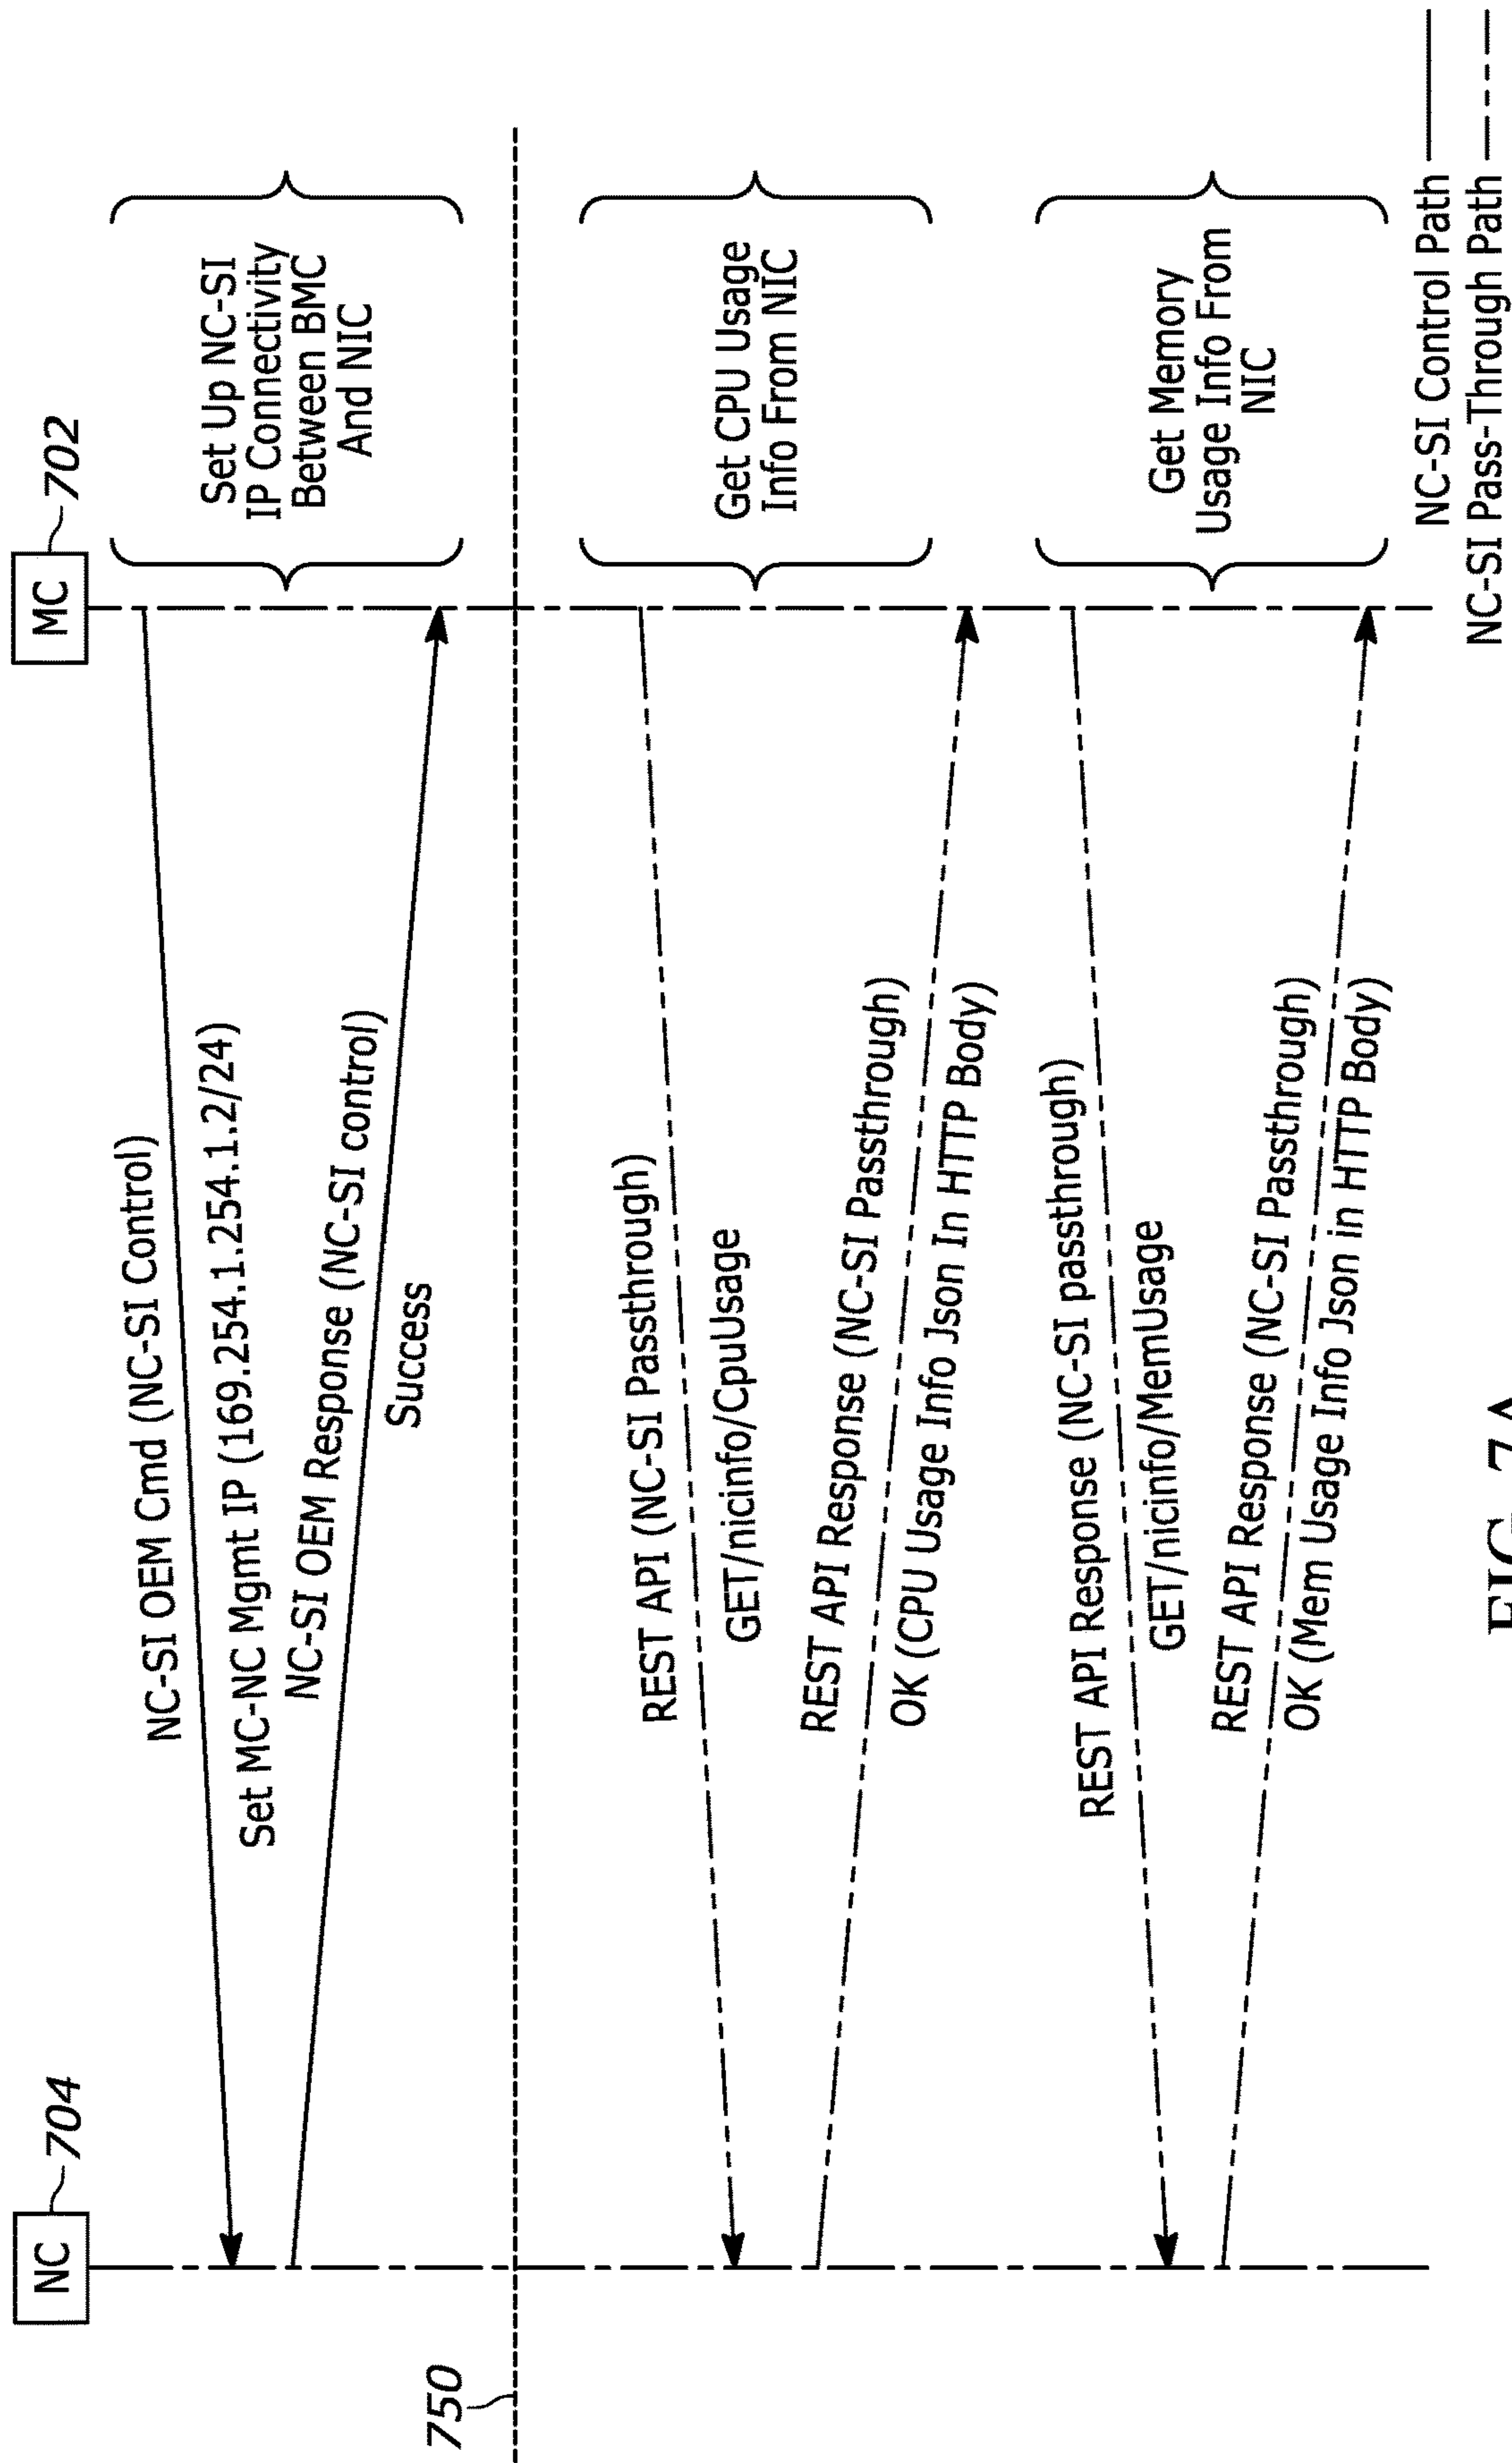 NC
704
MC
702
NC-SI OEM Cmd (NC-SI Control)
Set MC-NC Mgmt IP (169.254.1.254.1.2/24)
NC-SI OEM Response (NC-SI control)
Success
Set Up NC-SI
IP Connectivity
Between BMC
And NIC
750
REST API (NC-SI Passthrough)
GET/nicinfo/CpuUsage
REST API Response (NC-SI Passthrough)
OK (CPU Usage Info Json In HTTP Body)
Get CPU Usage
Info From NIC
REST API Response (NC-SI passthrough)
GET/nicinfo/MemUsage
REST API Response (NC-SI Passthrough)
OK (Mem Usage Info Json in HTTP Body)
Get Memory
Usage Info From
NIC
NC-SI Control Path
NC-SI Pass-Through Path
FIG. 7A